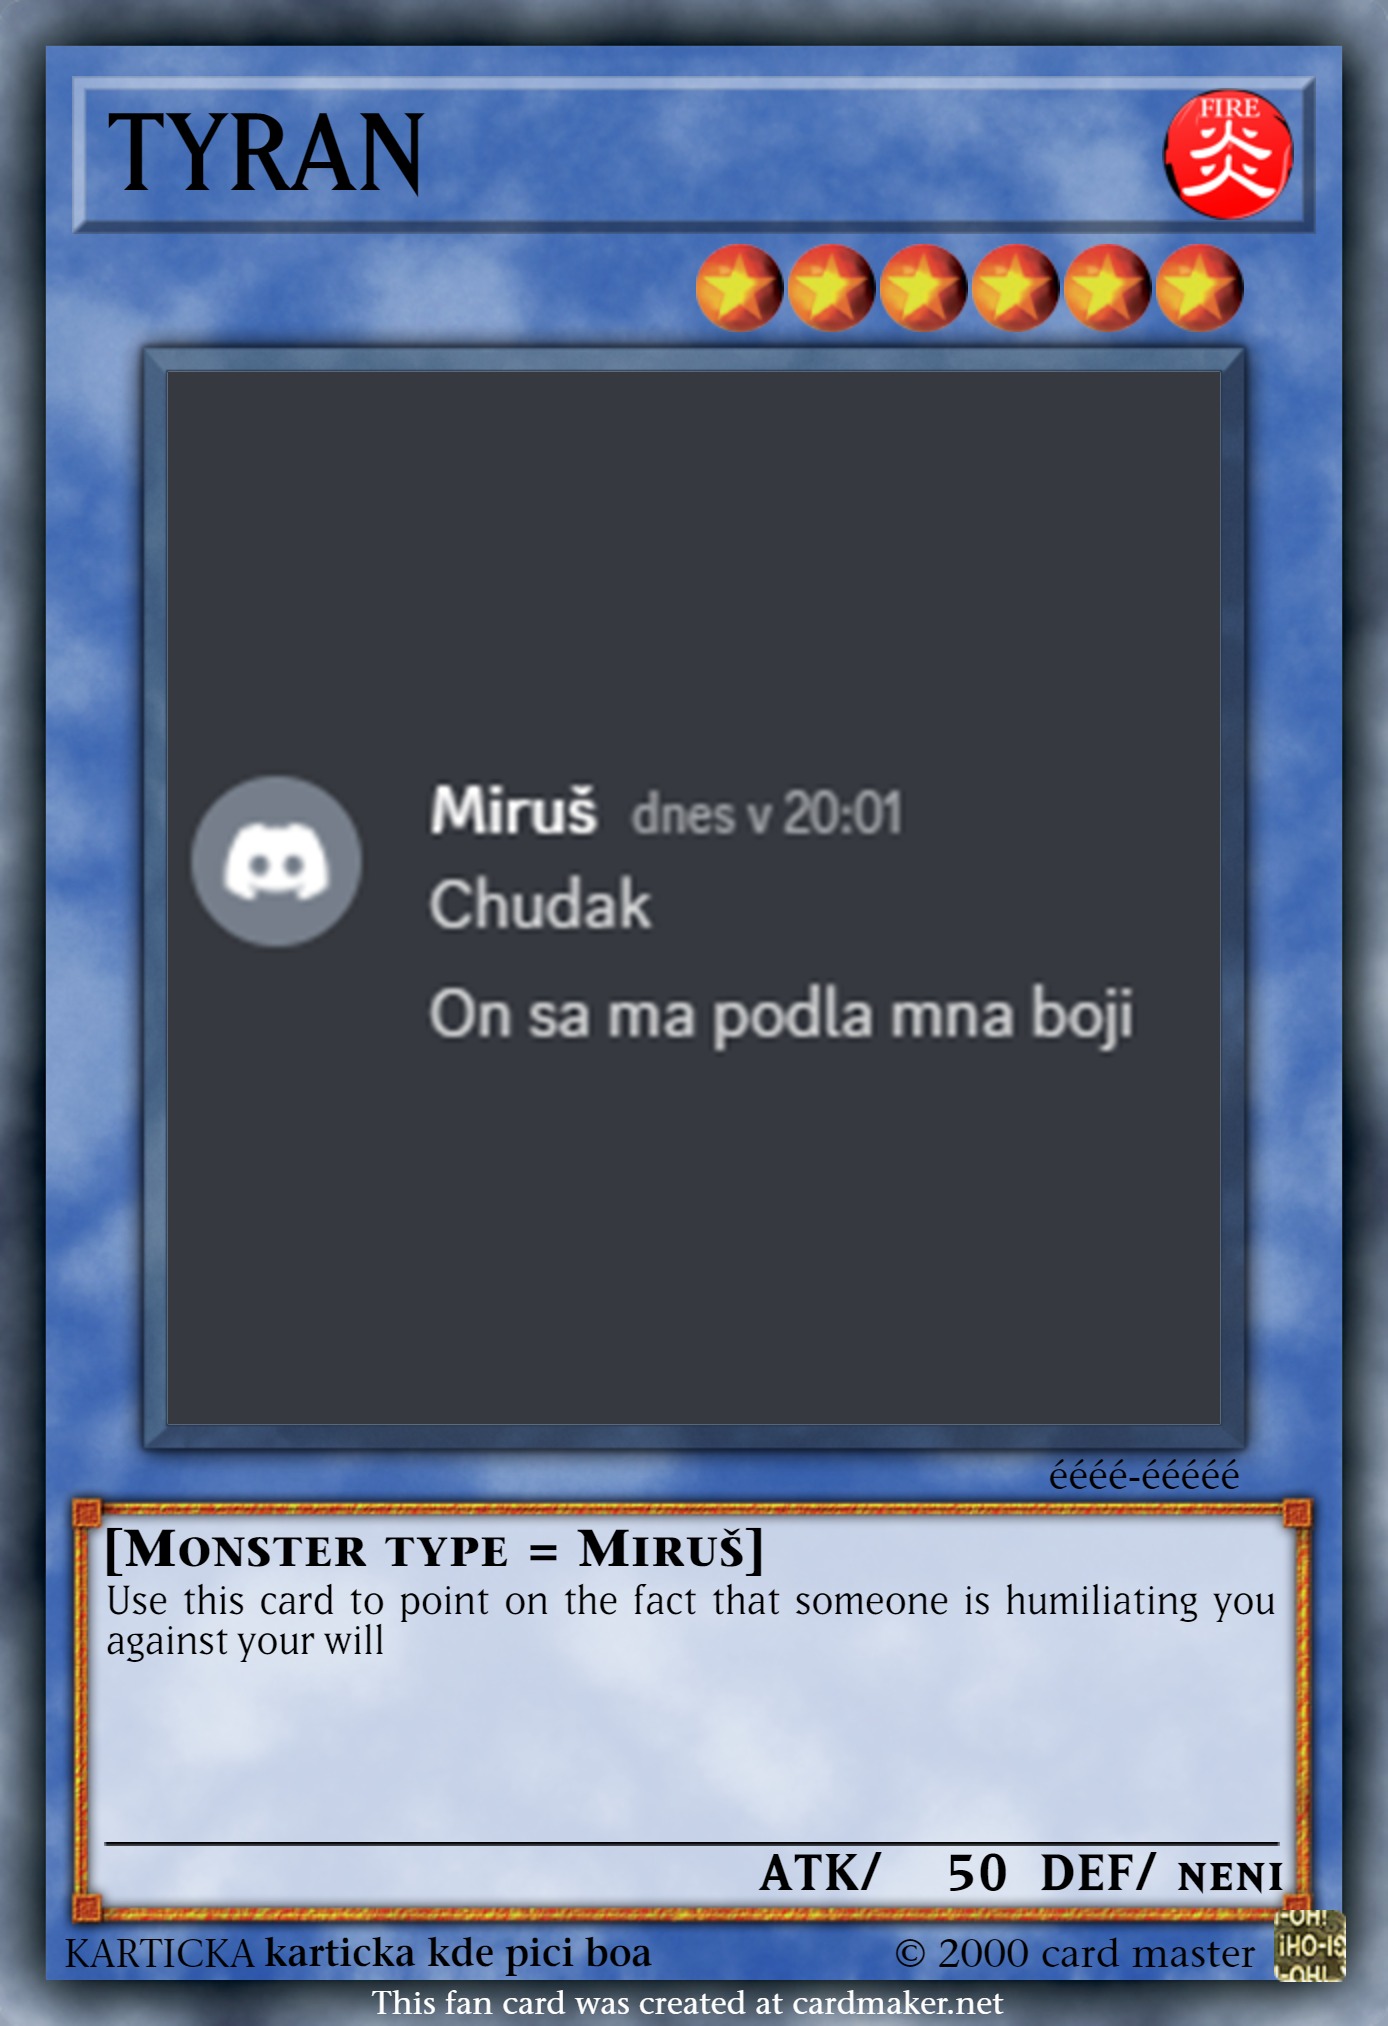 TYRAN
FIRE
炎
Miruš dnes v 20:01
Chudak
On sa ma podla mna boji
éééé-ééééé
[MONSTER TYPE = MIRUŠ]
Use this card to point on the fact that someone is humiliating you
against your will
ATK/ 50 DEF/ NENI
KARTICKA karticka kde pici boa
© 2000 card master
This fan card was created at cardmaker.net